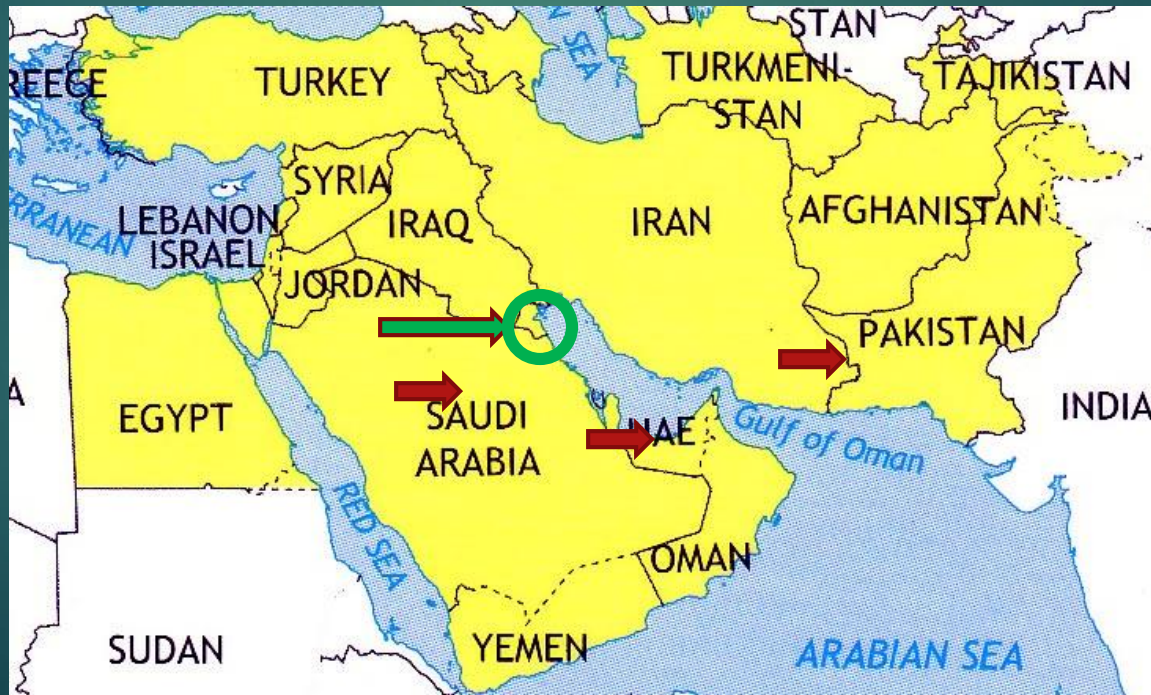 STAN
REECE
TURKEY
N SEA
TURKMENI-
STAN
TAJIKISTAN
SYRIA
LEBANON
ISRAEL
IRAQ
IRAN
AFGHANISTAN
ERRANEAN
JORDAN
PAKISTAN
A
EGYPT
SAUDI
ARABIA
UAE
Gulf of Oman
INDIA
RED SEA
OMAN
SUDAN
YEMEN
ARABIAN SEA